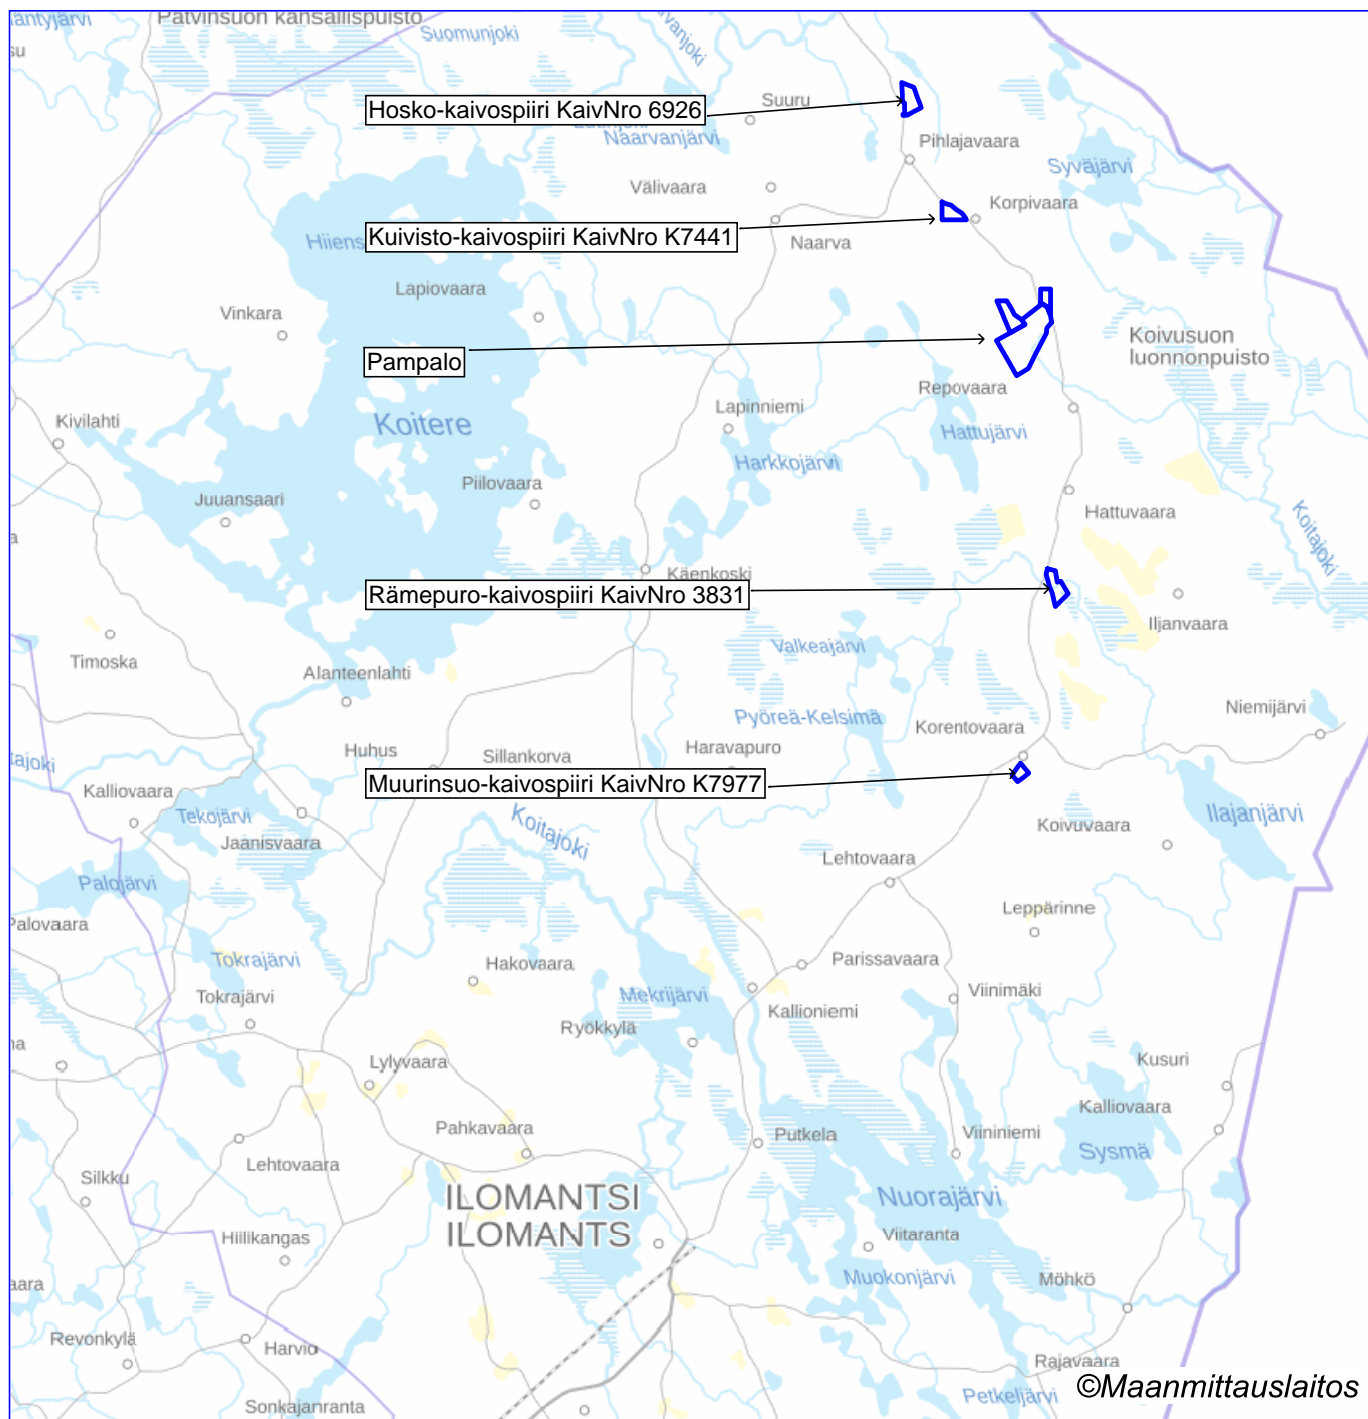 Patvinsuon kansallispuisto
Suomunjoki
Hosko-kaivospiiri KaivNro 6926
Suuru
Naarvanjärvi
Pihlajavaara
Syväjärvi
Välivaara
Korpivaara
Kuivisto-kaivospiiri KaivNro K7441
Naarva
Lapiovaara
Vinkara
Koivusuon
luonnonpuisto
Pampalo
Repovaara
Lapinniemi
Kivilahti
Koitere
Hattujärvi
Harkkojärvi
Piilovaara
Juuansaari
Hattuvaara
Koitajoki
Käenkoski
Rämepuro-kaivospiiri KaivNro 3831
Iljanvaara
Valkeajärvi
Timoska
Alanteenlahti
Pyöreä-Kelsimä
Korentovaara
Niemijärvi
Huhus
Sillankorva
Haravapuro
Muurinsuo-kaivospiiri KaivNro K7977
Kalliovaara
Tekojärvi
Koitajoki
Ilajanjärvi
Koivuvaara
Jaanisvaara
Lehtovaara
Palojärvi
Leppärinne
Palovaara
Tokrajärvi
Hakovaara
Parissavaara
Mekrijärvi
Viinimäki
Tokrajärvi
Kallioniemi
Ryökkylä
Kusuri
Lylyvaara
Kalliovaara
Pahkavaara
Putkela
Viininiemi
Sysmä
Lehtovaara
Silkku
ILOMANTSI
ILOMANTS
Nuorajärvi
Hiilikangas
Viitaranta
Muokonjärvi
Möhkö
Revonkylä
Harvio
Rajavaara
Petkeljärvi
©Maanmittauslaitos
Sonkajanranta